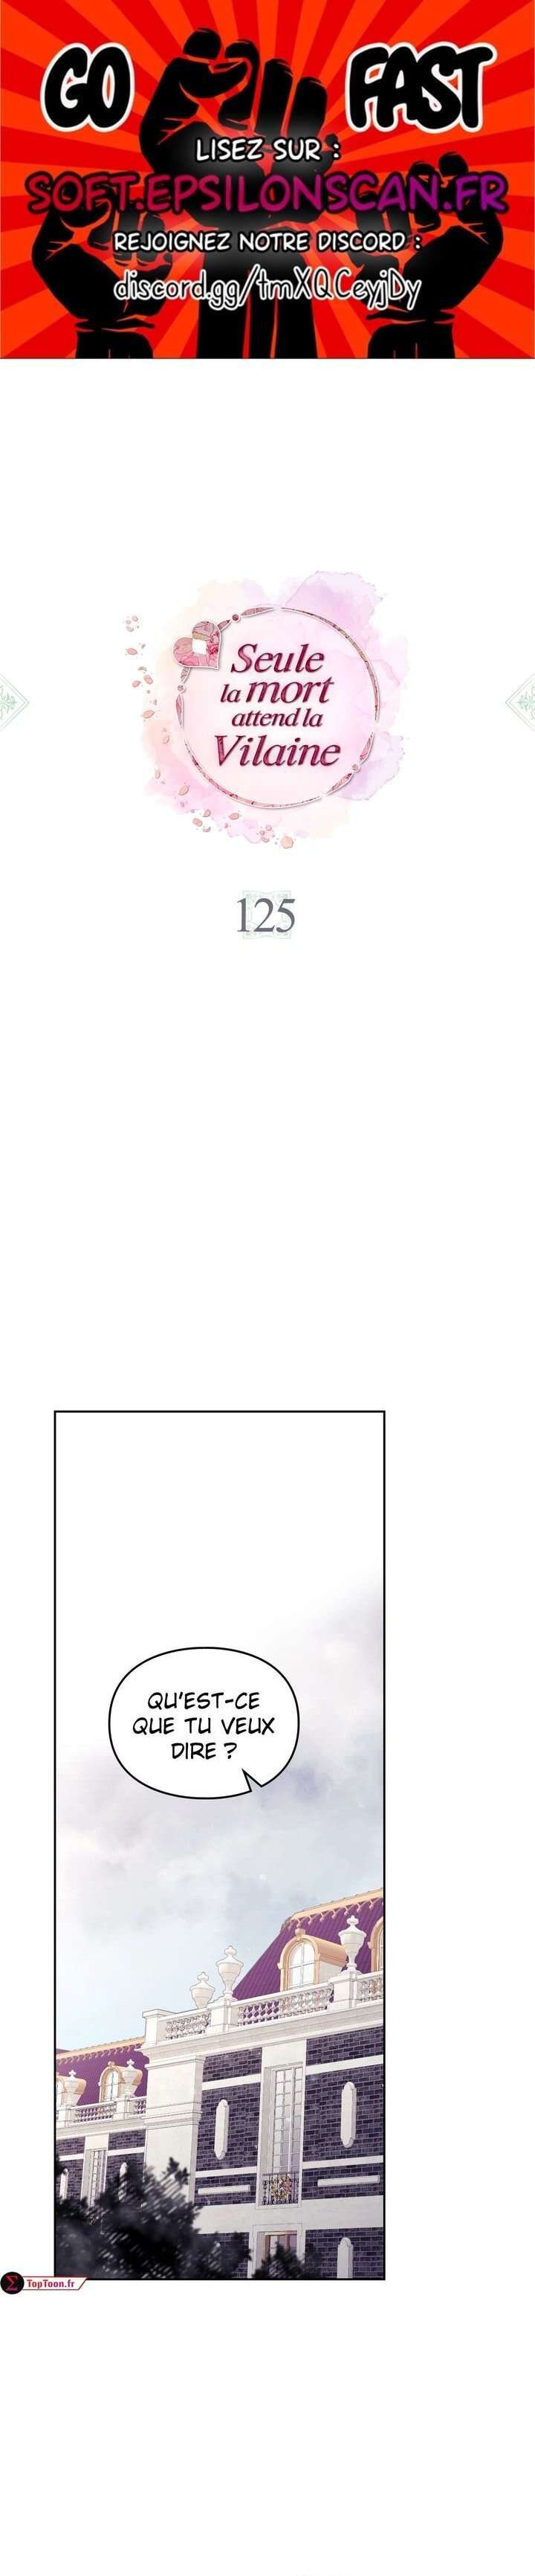 GO FAST
LISEZ SUR :
SOFT.EPSILONSCAN.FR
REJOIGNEZ NOTRE DISCORD :
discord.gg/tmXQCeyjDy
Seule
la mort
attend la
Vilaine
125
QU'EST-CE
QUE TU VEUX
DIRE ?
TopToon.fr